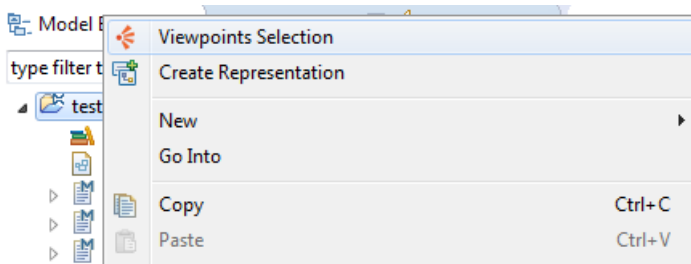 Model
Viewpoints Selection
type filter
Create Representation
test
New
Go Into
Copy Ctrl+C
Paste Ctrl+V